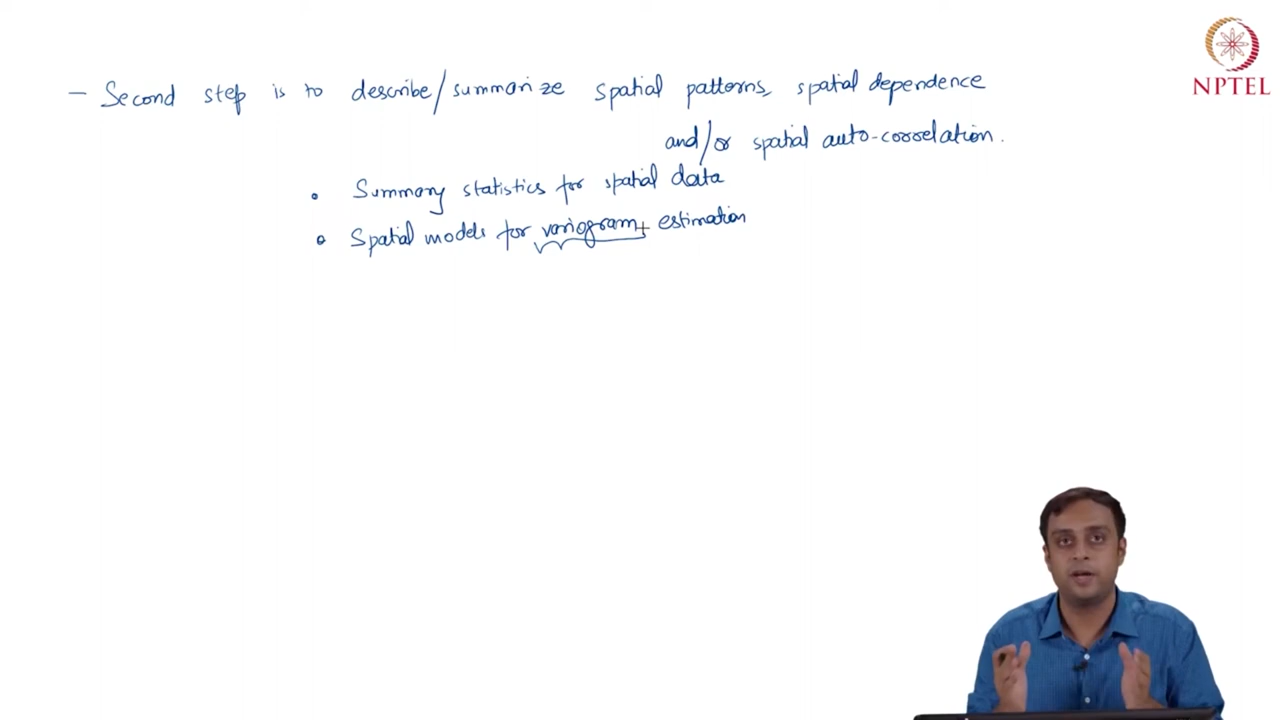 - Second step is to describe/summarize spatial patterns, spatial dependence
and/or spatial auto-correlation.
• Summary statistics for spatial data
• Spatial models for variogram estimation
NPTEL